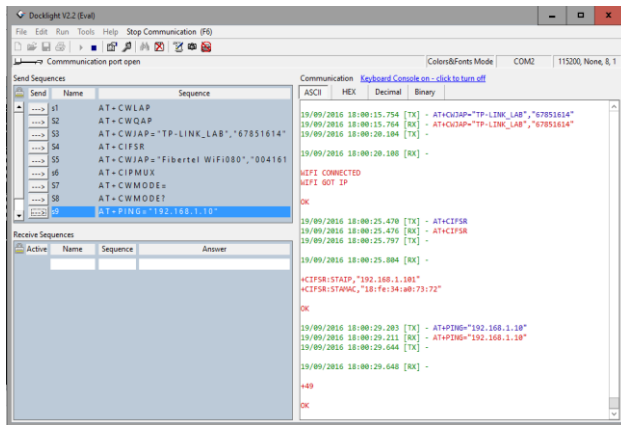 Docklight V2.2 (Eval)
File Edit Run Tools Help Stop Communication (F6)
Commmunication port open
Colors&Fonts Mode COM2 115200, None, 8, 1
Send Sequences
Send Name Sequence
---> s1 AT+CWLAP
---> S2 AT+CWQAP
---> S3 AT+CWJAP="TP-LINK_LAB","67851614"
---> S4 AT+CIFSR
---> S5 AT+CWJAP="Fibertel WiFi080","004161
---> s6 AT+CIPMUX
---> S7 AT+CWMODE=
---> S8 AT+CWMODE?
---> s9 AT+PING="192.168.1.10"
Receive Sequences
Active Name Sequence Answer
Communication Keyboard Console on - click to turn off
ASCII HEX Decimal Binary
19/09/2016 18:00:15.754 [TX] - AT+CWJAP="TP-LINK_LAB","67851614"
19/09/2016 18:00:15.764 [RX] - AT+CWJAP="TP-LINK_LAB","67851614"
19/09/2016 18:00:20.104 [TX] -
19/09/2016 18:00:20.108 [RX] -
WIFI CONNECTED
WIFI GOT IP
OK
19/09/2016 18:00:25.470 [TX] - AT+CIFSR
19/09/2016 18:00:25.476 [RX] - AT+CIFSR
19/09/2016 18:00:25.797 [TX] -
19/09/2016 18:00:25.804 [RX] -
+CIFSR:STAIP,"192.168.1.101"
+CIFSR:STAMAC,"18:fe:34:a0:73:72"
OK
19/09/2016 18:00:29.203 [TX] - AT+PING="192.168.1.10"
19/09/2016 18:00:29.211 [RX] - AT+PING="192.168.1.10"
19/09/2016 18:00:29.644 [TX] -
19/09/2016 18:00:29.648 [RX] -
+49
OK